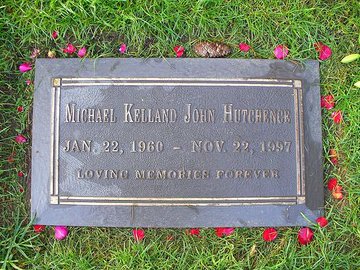 Michael Kelland John Hutchence
Jan. 22, 1960 – Nov. 22, 1997
Loving Memories Forever